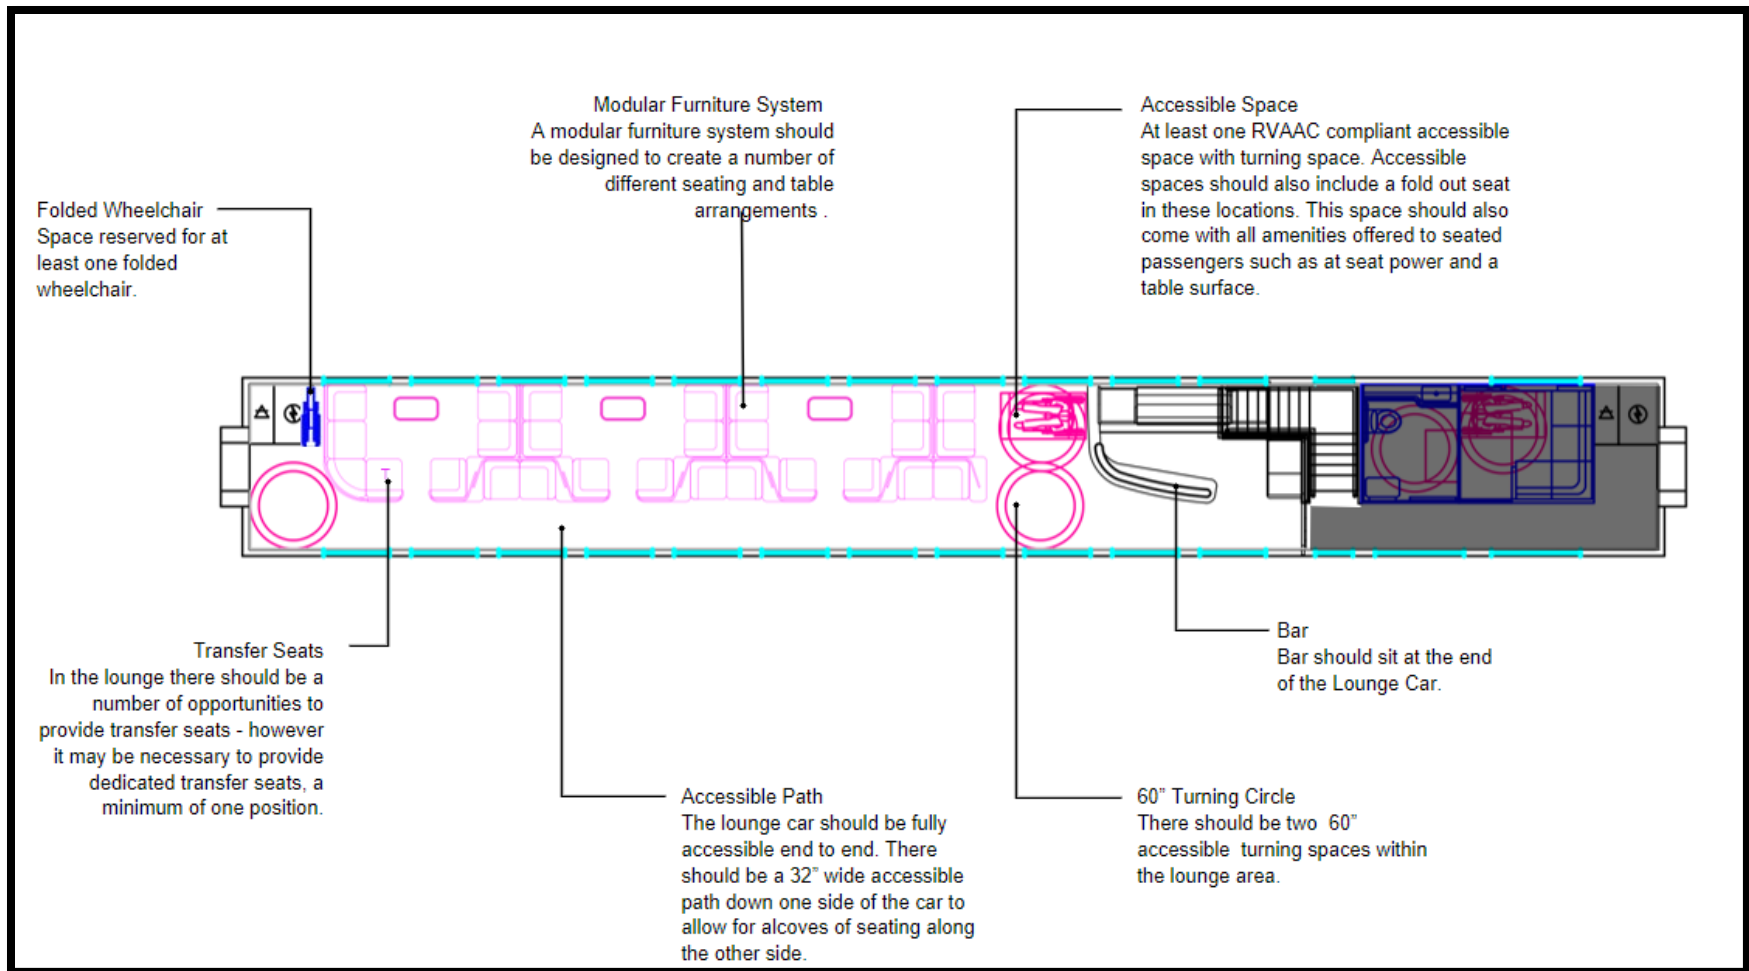 Modular Furniture System
A modular furniture system should
be designed to create a number of
different seating and table
arrangements .
Accessible Space
At least one RVAAC compliant accessible
space with turning space. Accessible
spaces should also include a fold out seat
in these locations. This space should also
come with all amenities offered to seated
passengers such as at seat power and a
table surface.
Folded Wheelchair
Space reserved for at
least one folded
wheelchair.
T
Transfer Seats
In the lounge there should be a
number of opportunities to
provide transfer seats - however
it may be necessary to provide
dedicated transfer seats, a
minimum of one position.
Bar
Bar should sit at the end
of the Lounge Car.
Accessible Path
The lounge car should be fully
accessible end to end. There
should be a 32” wide accessible
path down one side of the car to
allow for alcoves of seating along
the other side.
60” Turning Circle
There should be two  60”
accessible  turning spaces within
the lounge area.